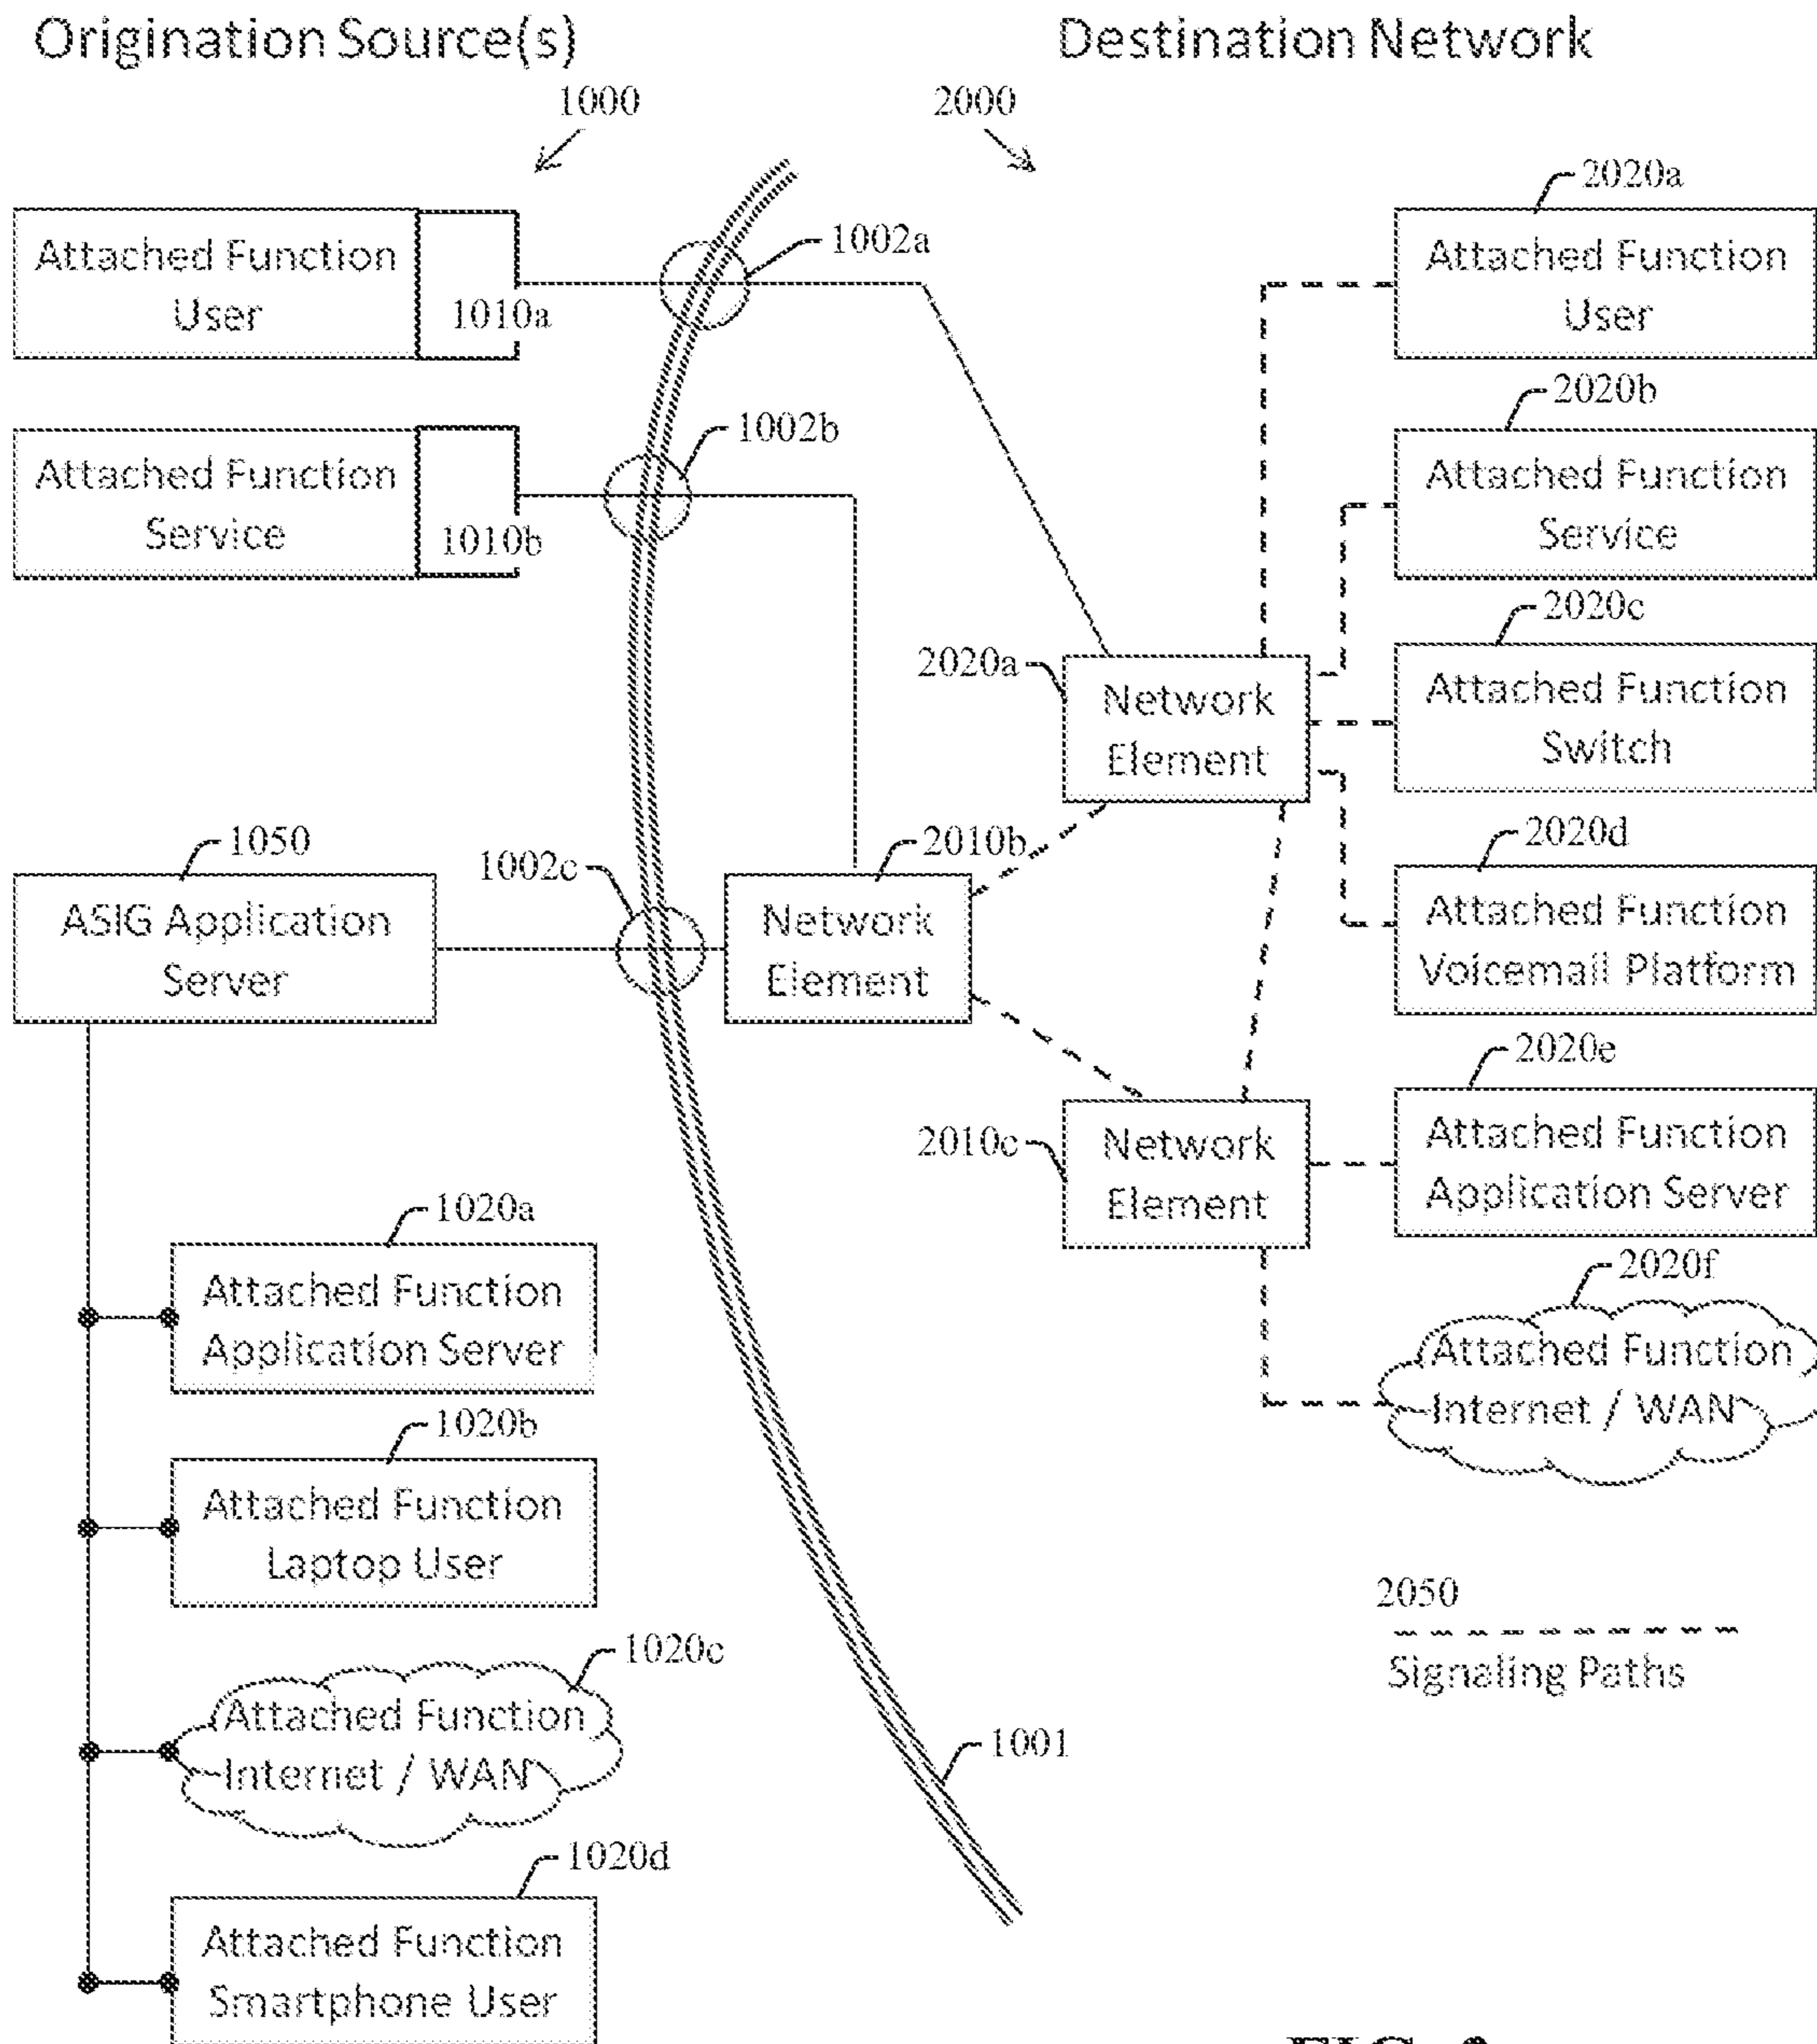 Origination Source(s)
Destination Network
1000
2000
Attached Function
User
1010a
1002a
2020a
Attached Function
User
Attached Function
Service
1010b
1002b
2020b
Attached Function
Service
2020c
Attached Function
Switch
2020a
Network
Element
1050
ASIG Application
Server
1002c
2010b
Network
Element
2020d
Attached Function
Voicemail Platform
2010c
Network
Element
2020e
Attached Function
Application Server
2020f
Attached Function
Internet / WAN
1020a
Attached Function
Application Server
1020b
Attached Function
Laptop User
1020c
Attached Function
Internet / WAN
1020d
Attached Function
Smartphone User
2050
Signaling Paths
1001